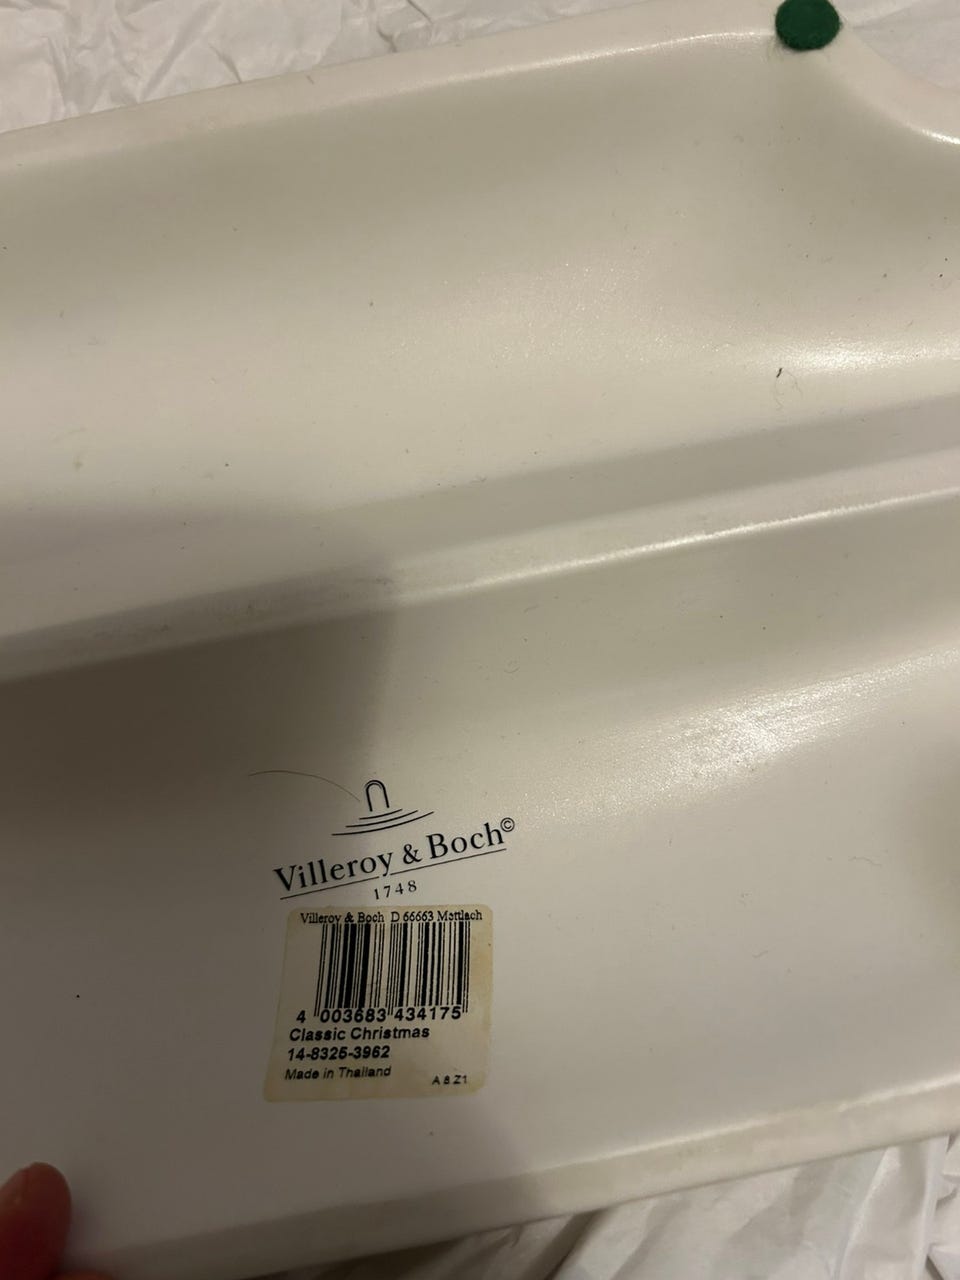 Villeroy & Boch©
1748
Villeroy & Boch D 66663 Mettlach
4 003683 434175
Classic Christmas
14-8325-3962
Made in Thailand
A 8 Z1